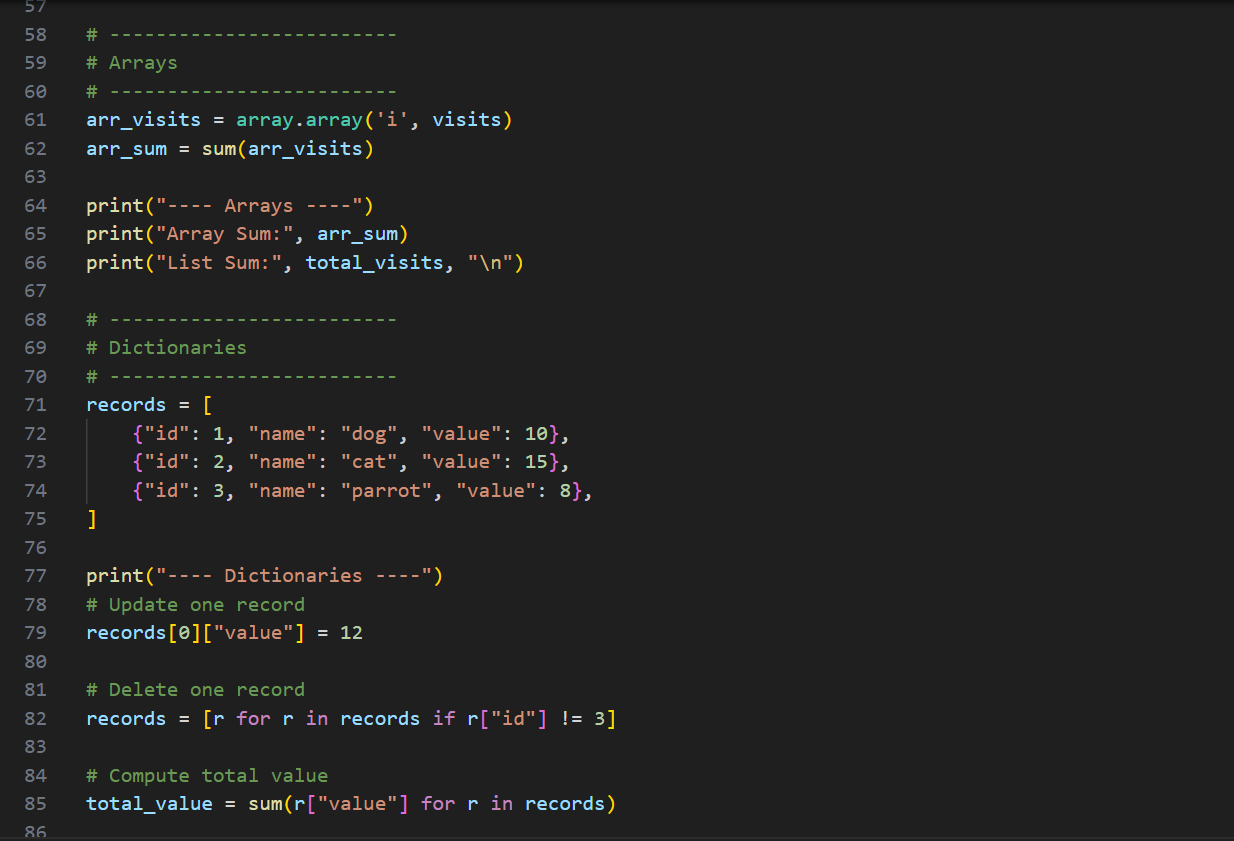 57
58 # -------------------------
59 # Arrays
60 # -------------------------
61 arr_visits = array.array('i', visits)
62 arr_sum = sum(arr_visits)
63
64 print("---- Arrays ----")
65 print("Array Sum:", arr_sum)
66 print("List Sum:", total_visits, "\n")
67
68 # -------------------------
69 # Dictionaries
70 # -------------------------
71 records = [
72     {"id": 1, "name": "dog", "value": 10},
73     {"id": 2, "name": "cat", "value": 15},
74     {"id": 3, "name": "parrot", "value": 8},
75 ]
76
77 print("---- Dictionaries ----")
78 # Update one record
79 records[0]["value"] = 12
80
81 # Delete one record
82 records = [r for r in records if r["id"] != 3]
83
84 # Compute total value
85 total_value = sum(r["value"] for r in records)
86